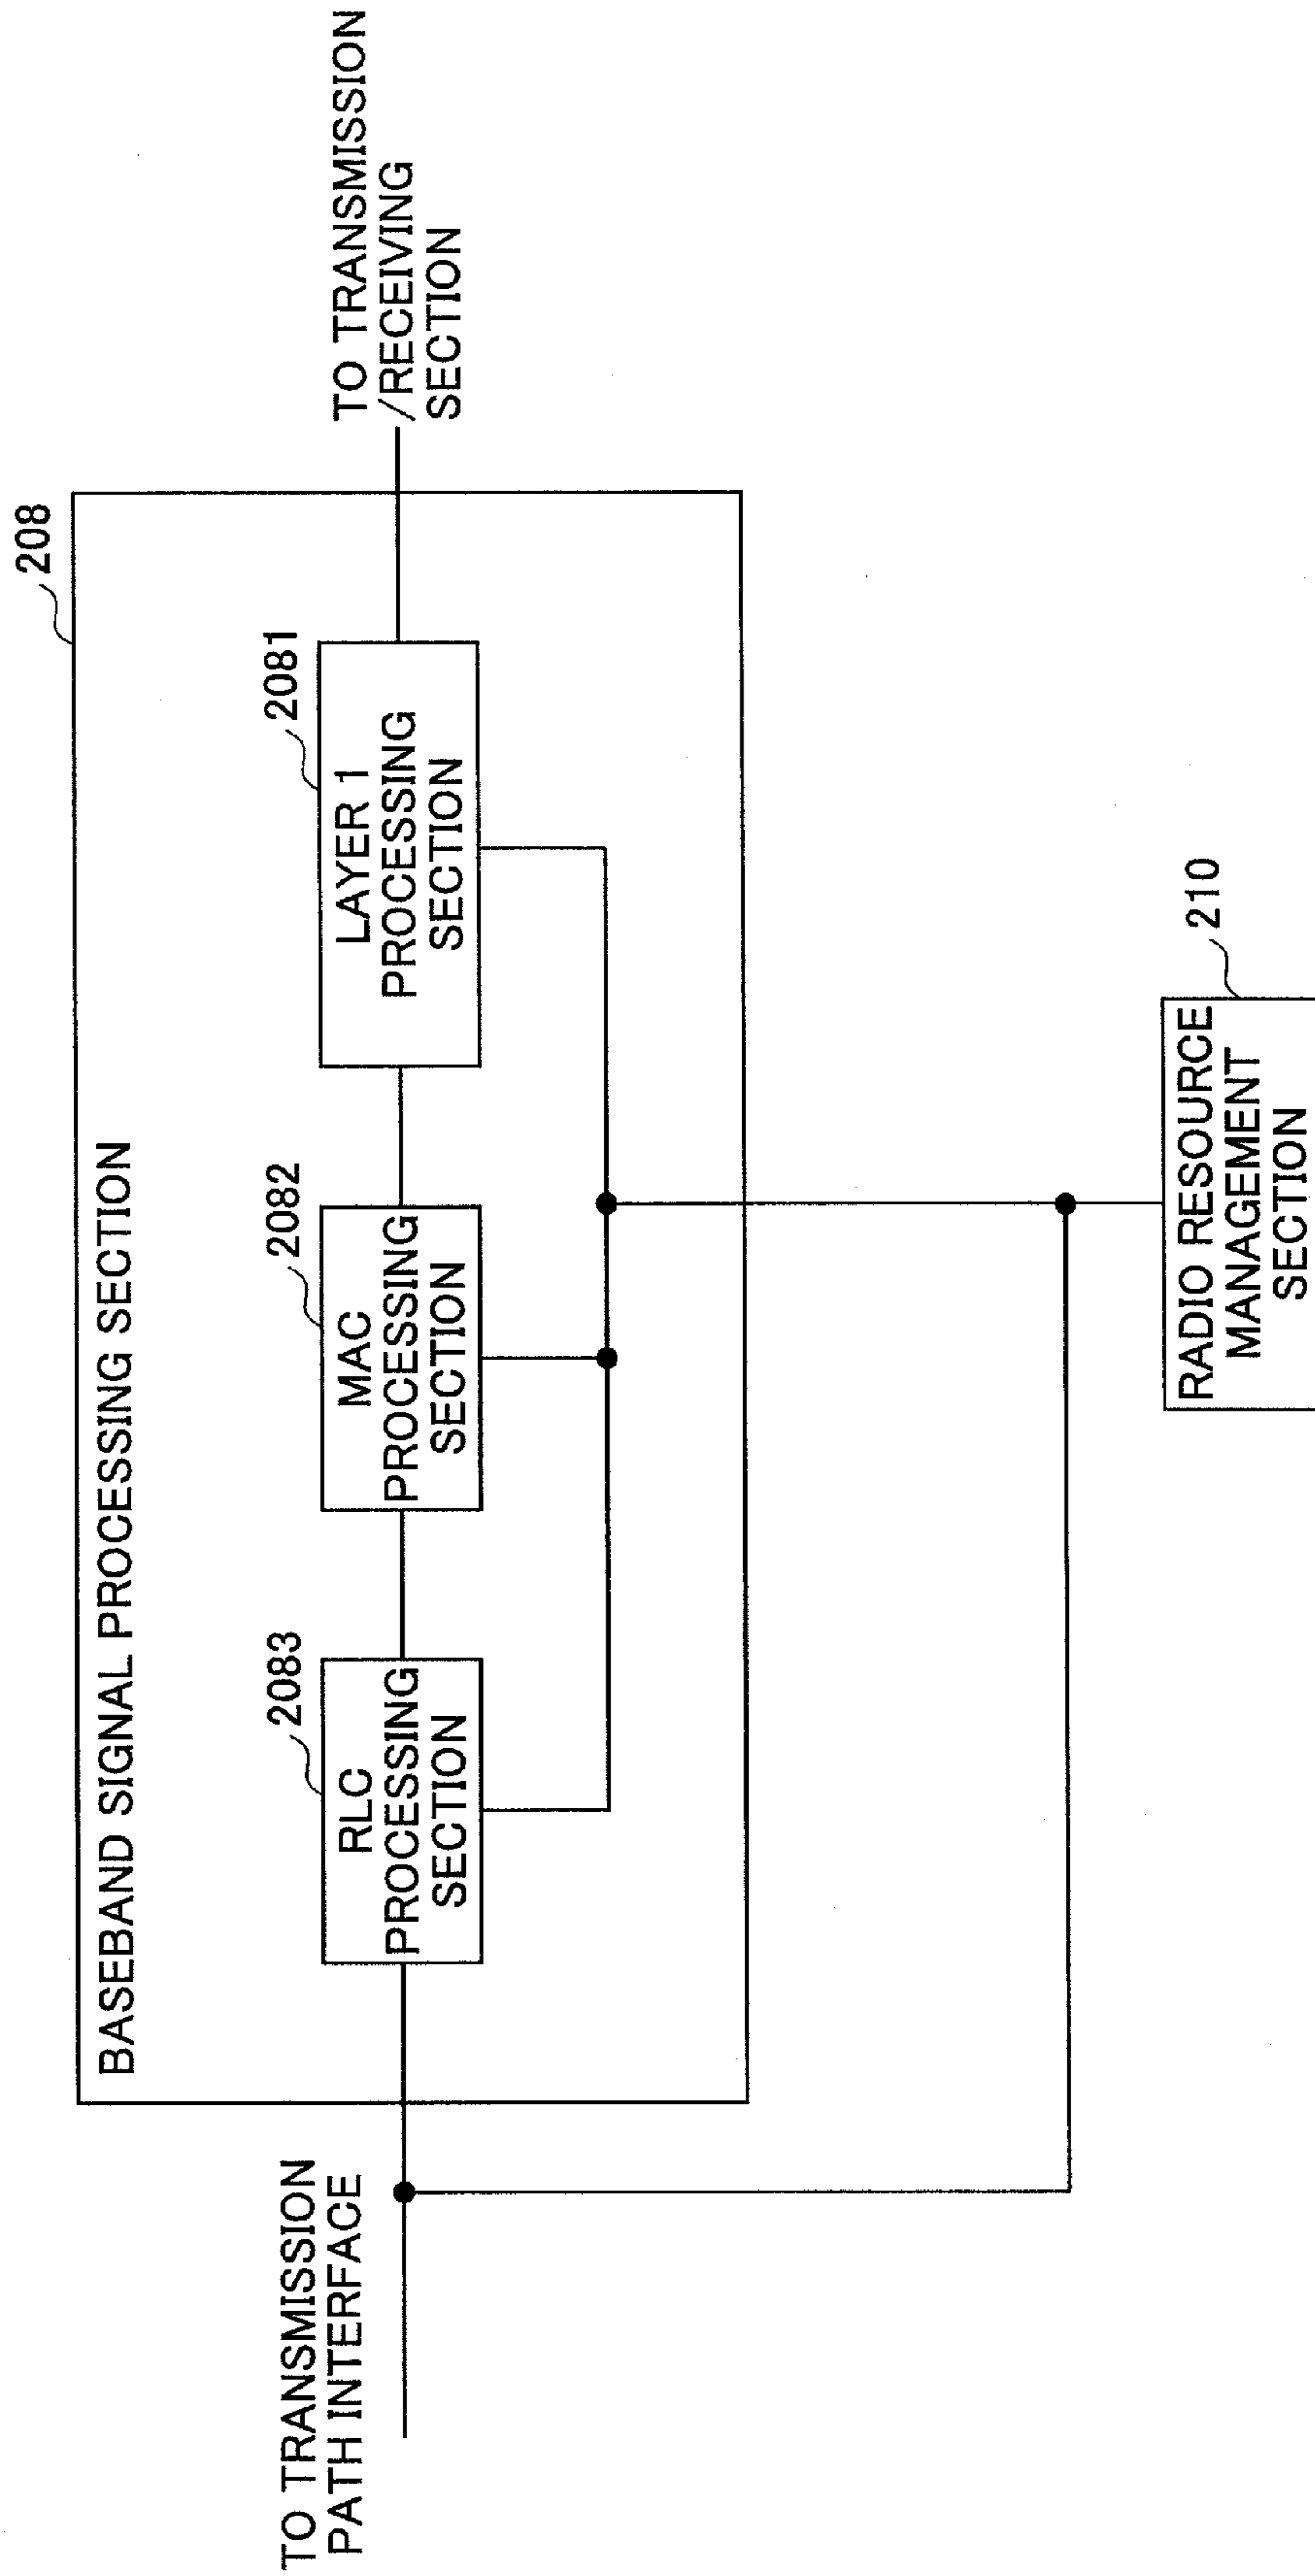 208
BASEBAND SIGNAL PROCESSING SECTION
TO TRANSMISSION
PATH INTERFACE
2083
RLC
PROCESSING
SECTION
2082
MAC
PROCESSING
SECTION
2081
LAYER 1
PROCESSING
SECTION
TO TRANSMISSION
/RECEIVING
SECTION
210
RADIO RESOURCE
MANAGEMENT
SECTION